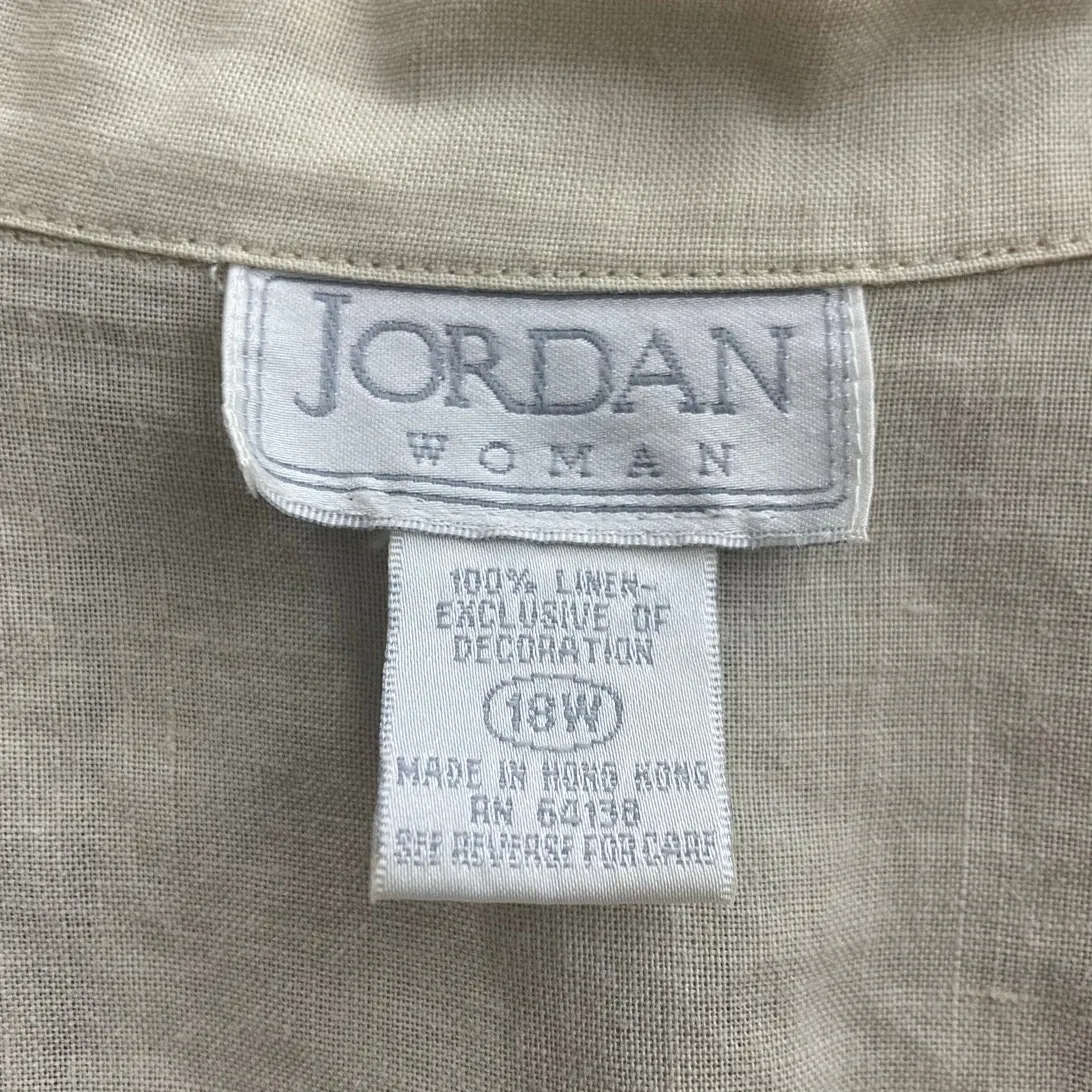 JORDAN
WOMAN
100% LINEN-
EXCLUSIVE OF
DECORATION
18W
MADE IN HONG KONG
RN 64138
SEE REVERSE FOR CARE